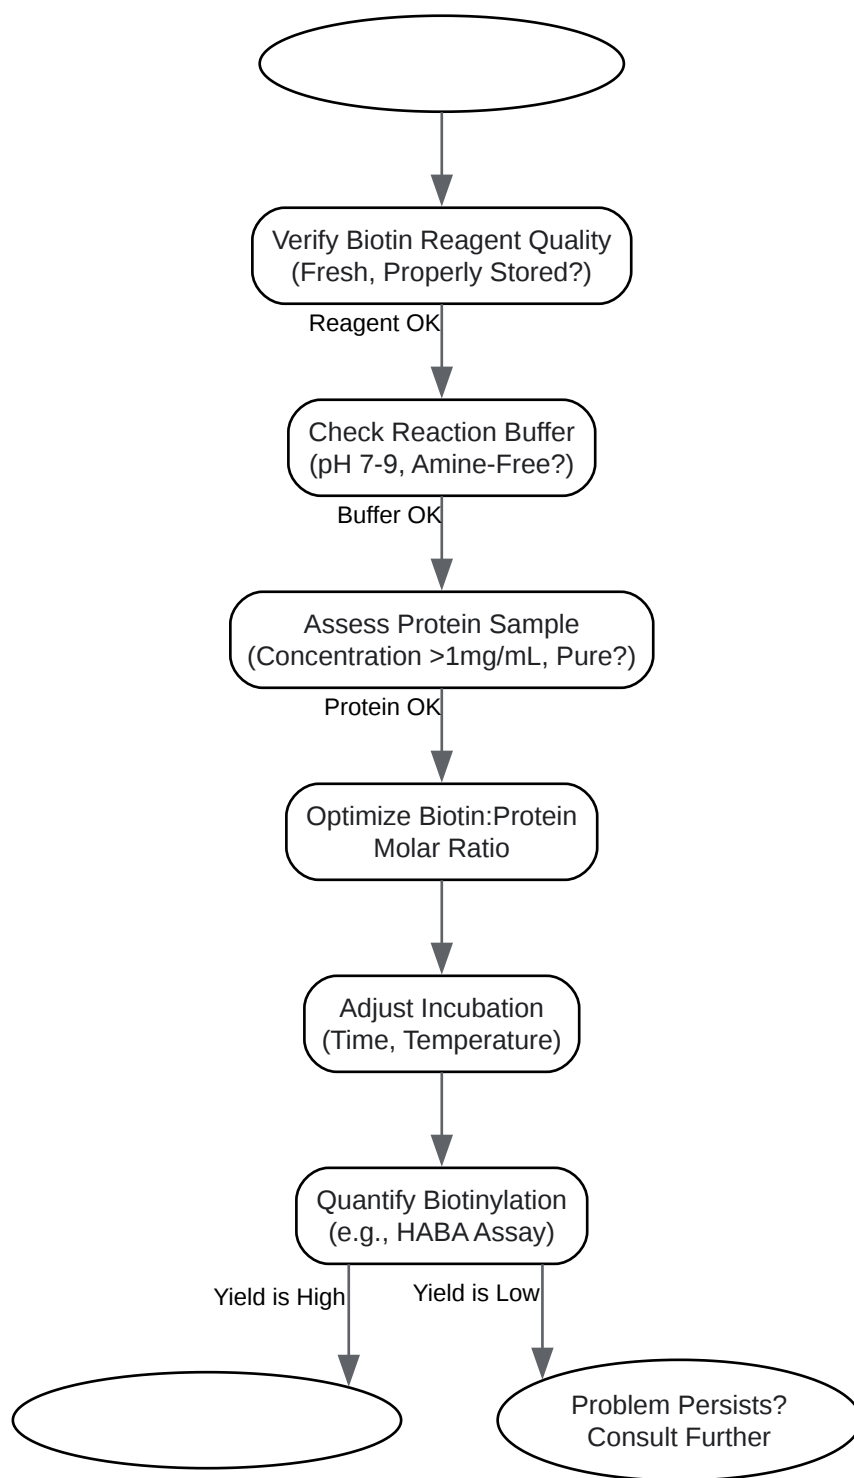 Verify Biotin Reagent Quality
(Fresh, Properly Stored?)
Reagent OK
Check Reaction Buffer
(pH 7-9, Amine-Free?)
Buffer OK
Assess Protein Sample
(Concentration >1mg/mL, Pure?)
Protein OK
Optimize Biotin:Protein
Molar Ratio
Adjust Incubation
(Time, Temperature)
Quantify Biotinylation
(e.g., HABA Assay)
Yield is High
Yield is Low
Problem Persists?
Consult Further